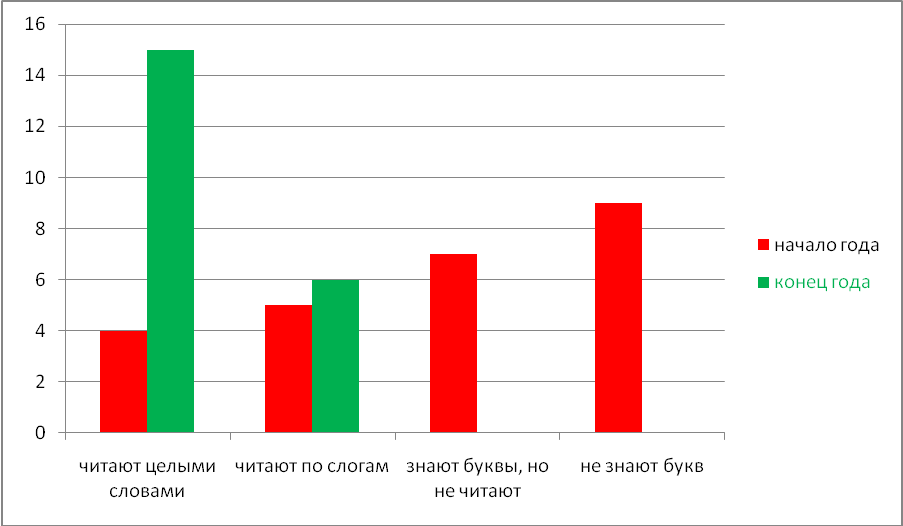 16
14
12
10
8
6
4
2
0
читают целыми
словами
читают по слогам
знают буквы, но
не читают
не знают букв
начало года
конец года